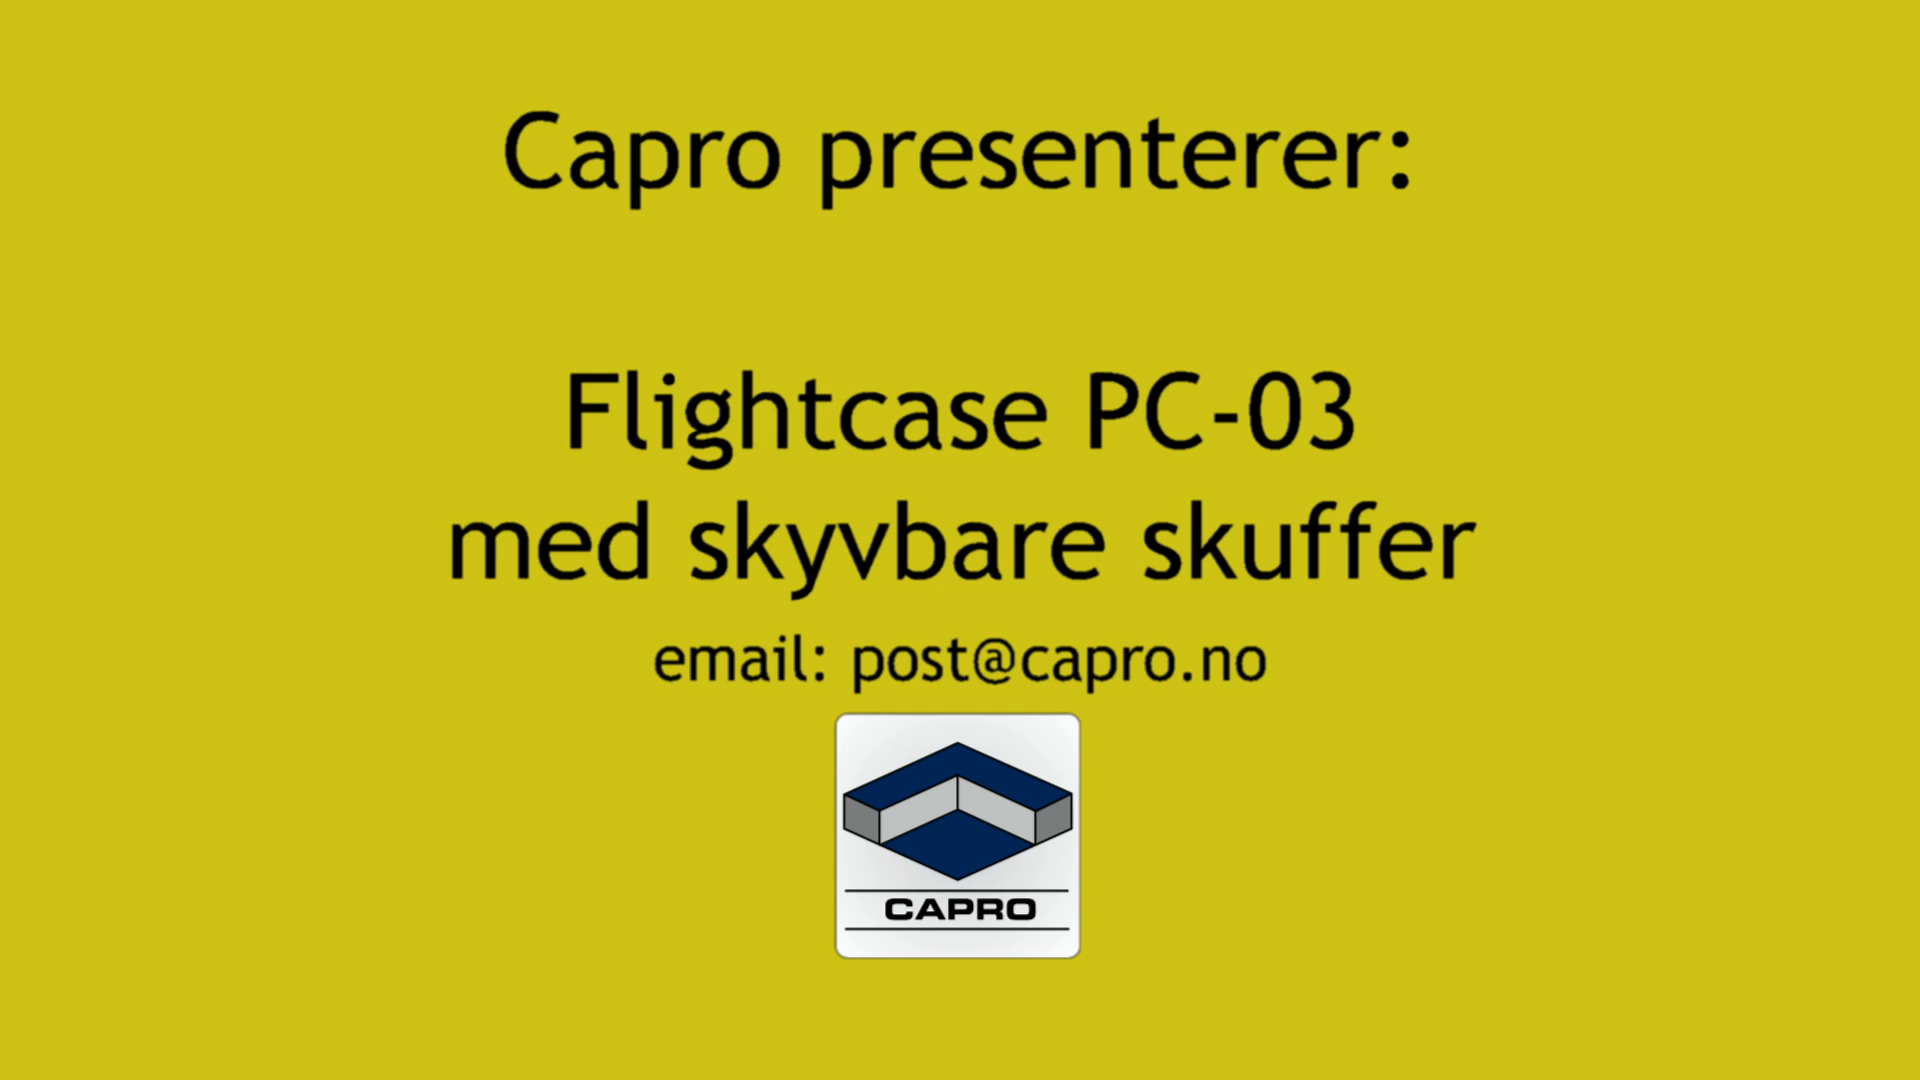 Capro presenterer:
Flightcase PC-03
med skyvbare skuffer
email: post@capro.no
CAPRO